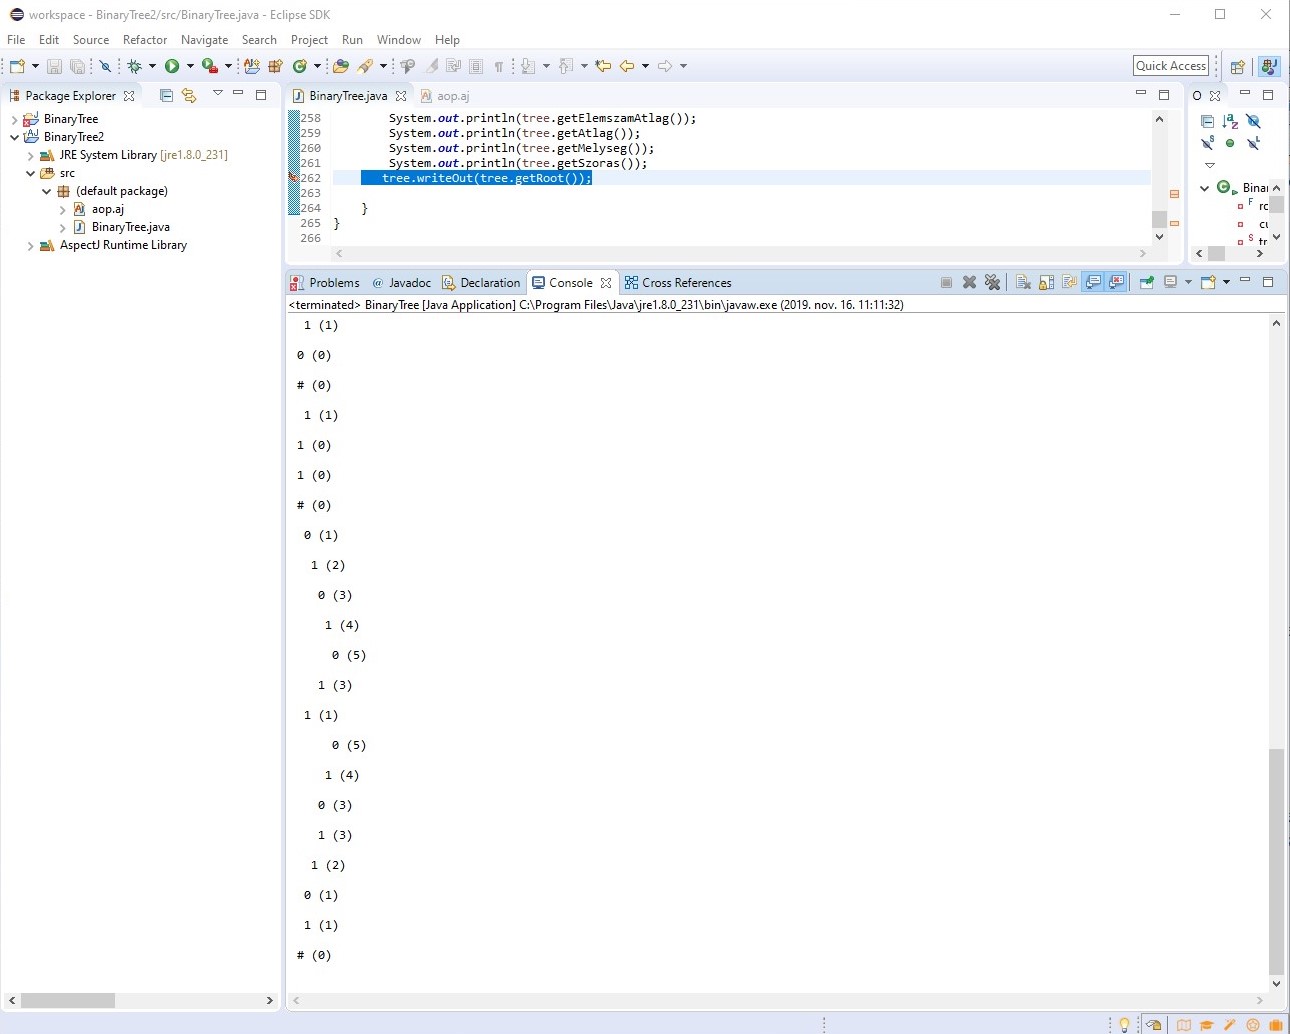 workspace - BinaryTree2/src/BinaryTree.java - Eclipse SDK
File Edit Source Refactor Navigate Search Project Run Window Help
Quick Access
Package Explorer
BinaryTree
BinaryTree2
JRE System Library [jre1.8.0_231]
src
(default package)
aop.aj
BinaryTree.java
AspectJ Runtime Library
BinaryTree.java aop.aj
258 System.out.println(tree.getElemszamAtlag());
259 System.out.println(tree.getAtlag());
260 System.out.println(tree.getMelyseg());
261 System.out.println(tree.getSzoras());
262 tree.writeOut(tree.getRoot());
263
264 }
265 }
266
O
Binar
F rc
cu
S tr
Problems @ Javadoc Declaration Console Cross References
<terminated> BinaryTree [Java Application] C:\Program Files\Java\jre1.8.0_231\bin\javaw.exe (2019. nov. 16. 11:11:32)
1 (1)
0 (0)
# (0)
1 (1)
1 (0)
1 (0)
# (0)
0 (1)
1 (2)
0 (3)
1 (4)
0 (5)
1 (3)
1 (1)
0 (5)
1 (4)
0 (3)
1 (3)
1 (2)
0 (1)
1 (1)
# (0)